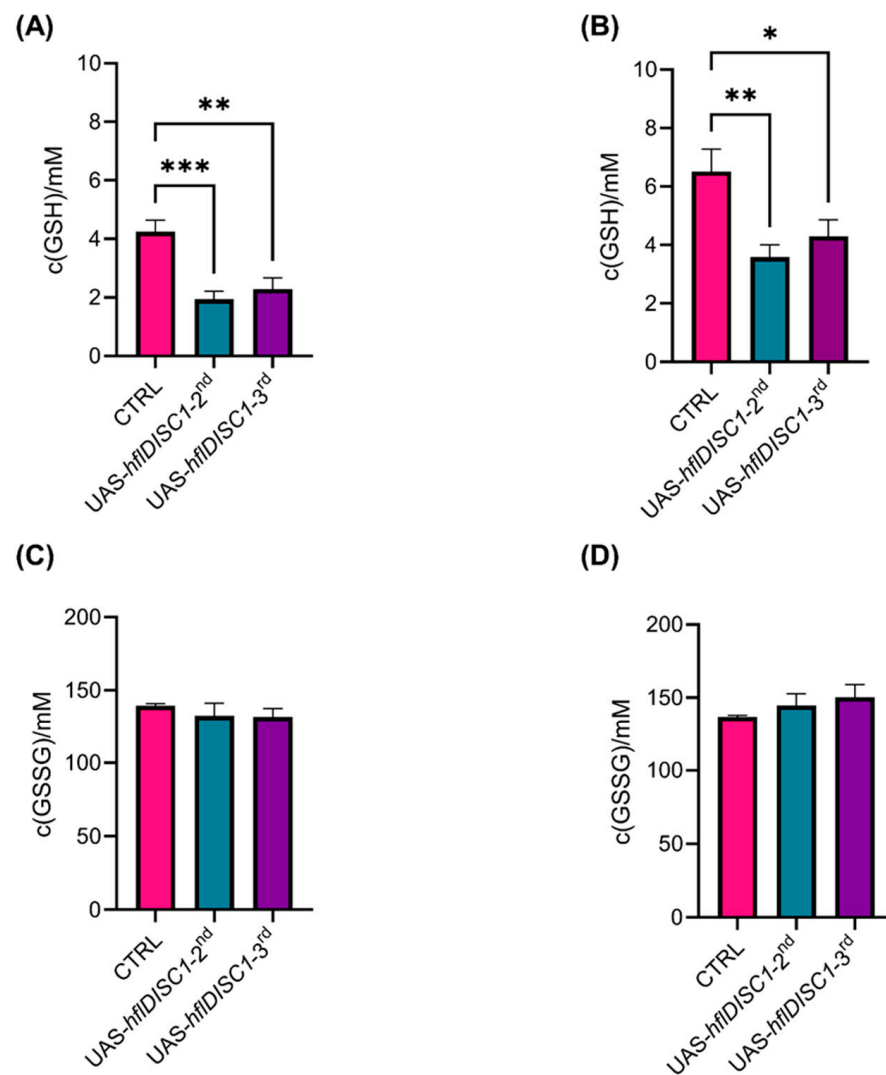 (A)
c(GSH)/mM
10
8
6
4
2
0
**
***
CTRL
UAS-hflDISC1-2nd
UAS-hflDISC1-3rd
(B)
c(GSH)/mM
10
8
6
4
2
0
*
**
CTRL
UAS-hflDISC1-2nd
UAS-hflDISC1-3rd
(C)
c(GSSG)/mM
200
150
100
50
0
CTRL
UAS-hflDISC1-2nd
UAS-hflDISC1-3rd
(D)
c(GSSG)/mM
200
150
100
50
0
CTRL
UAS-hflDISC1-2nd
UAS-hflDISC1-3rd